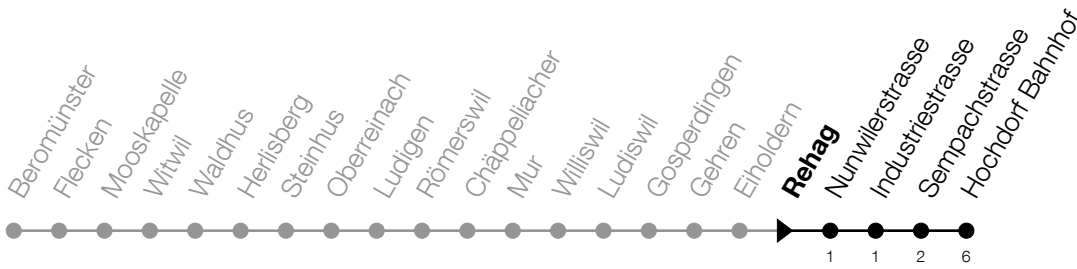 Beromünster
Flecken
Mooskapelle
Witwil
Waldhus
Herlisberg
Steinhus
Oberreinach
Ludigen
Römerswil
Chäppeliacher
Mur
Williswil
Ludiswil
Gosperdingen
Gehren
Eiholdern
Rehag
Nunwilerstrasse
Industriestrasse
Sempachstrasse
Hochdorf Bahnhof
1 1 2 6